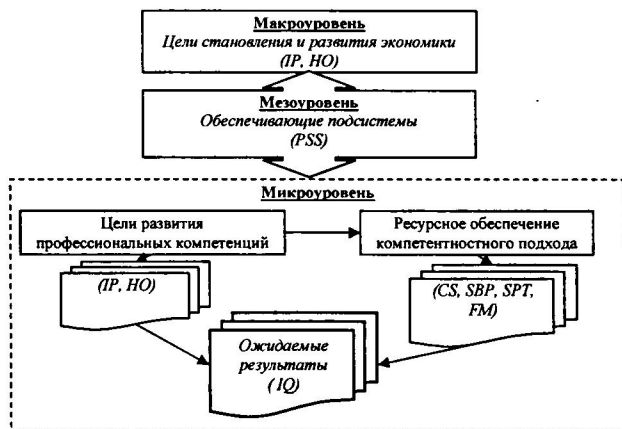 Макроуровень
Цели становления и развития экономики
(IP, HO)
Мезоуровень
Обеспечивающие подсистемы
(PSS)
Микроуровень
Цели развития
профессиональных компетенций
Ресурсное обеспечение
компетентностного подхода
(IP, HO)
(CS, SBP, SPT,
FM)
Ожидаемые
результаты
( IQ)